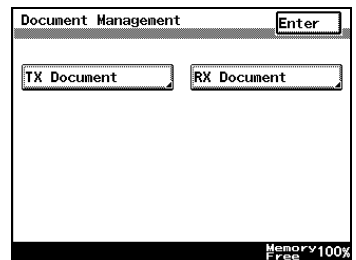 Document Management
Enter
TX Document
RX Document
Memory
Free 100%